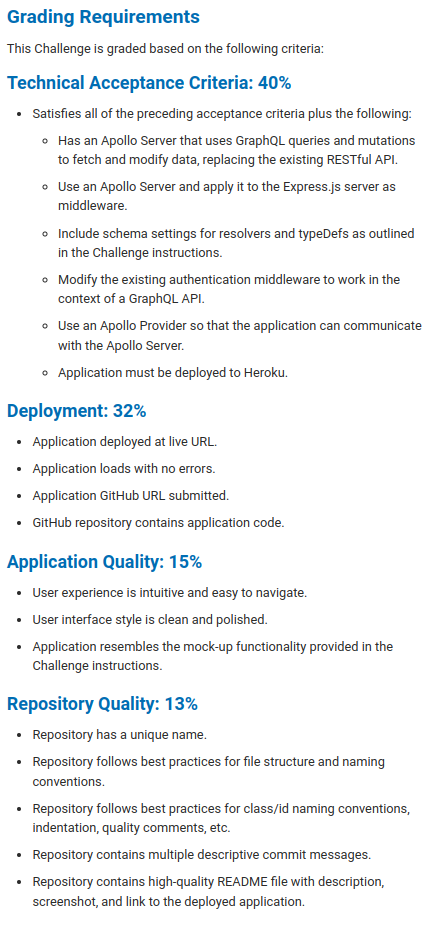 Grading Requirements
This Challenge is graded based on the following criteria:
Technical Acceptance Criteria: 40%
• Satisfies all of the preceding acceptance criteria plus the following:
◦ Has an Apollo Server that uses GraphQL queries and mutations
to fetch and modify data, replacing the existing RESTful API.
◦ Use an Apollo Server and apply it to the Express.js server as
middleware.
◦ Include schema settings for resolvers and typeDefs as outlined
in the Challenge instructions.
◦ Modify the existing authentication middleware to work in the
context of a GraphQL API.
◦ Use an Apollo Provider so that the application can communicate
with the Apollo Server.
◦ Application must be deployed to Heroku.
Deployment: 32%
• Application deployed at live URL.
• Application loads with no errors.
• Application GitHub URL submitted.
• GitHub repository contains application code.
Application Quality: 15%
• User experience is intuitive and easy to navigate.
• User interface style is clean and polished.
• Application resembles the mock-up functionality provided in the
Challenge instructions.
Repository Quality: 13%
• Repository has a unique name.
• Repository follows best practices for file structure and naming
conventions.
• Repository follows best practices for class/id naming conventions,
indentation, quality comments, etc.
• Repository contains multiple descriptive commit messages.
• Repository contains high-quality README file with description,
screenshot, and link to the deployed application.